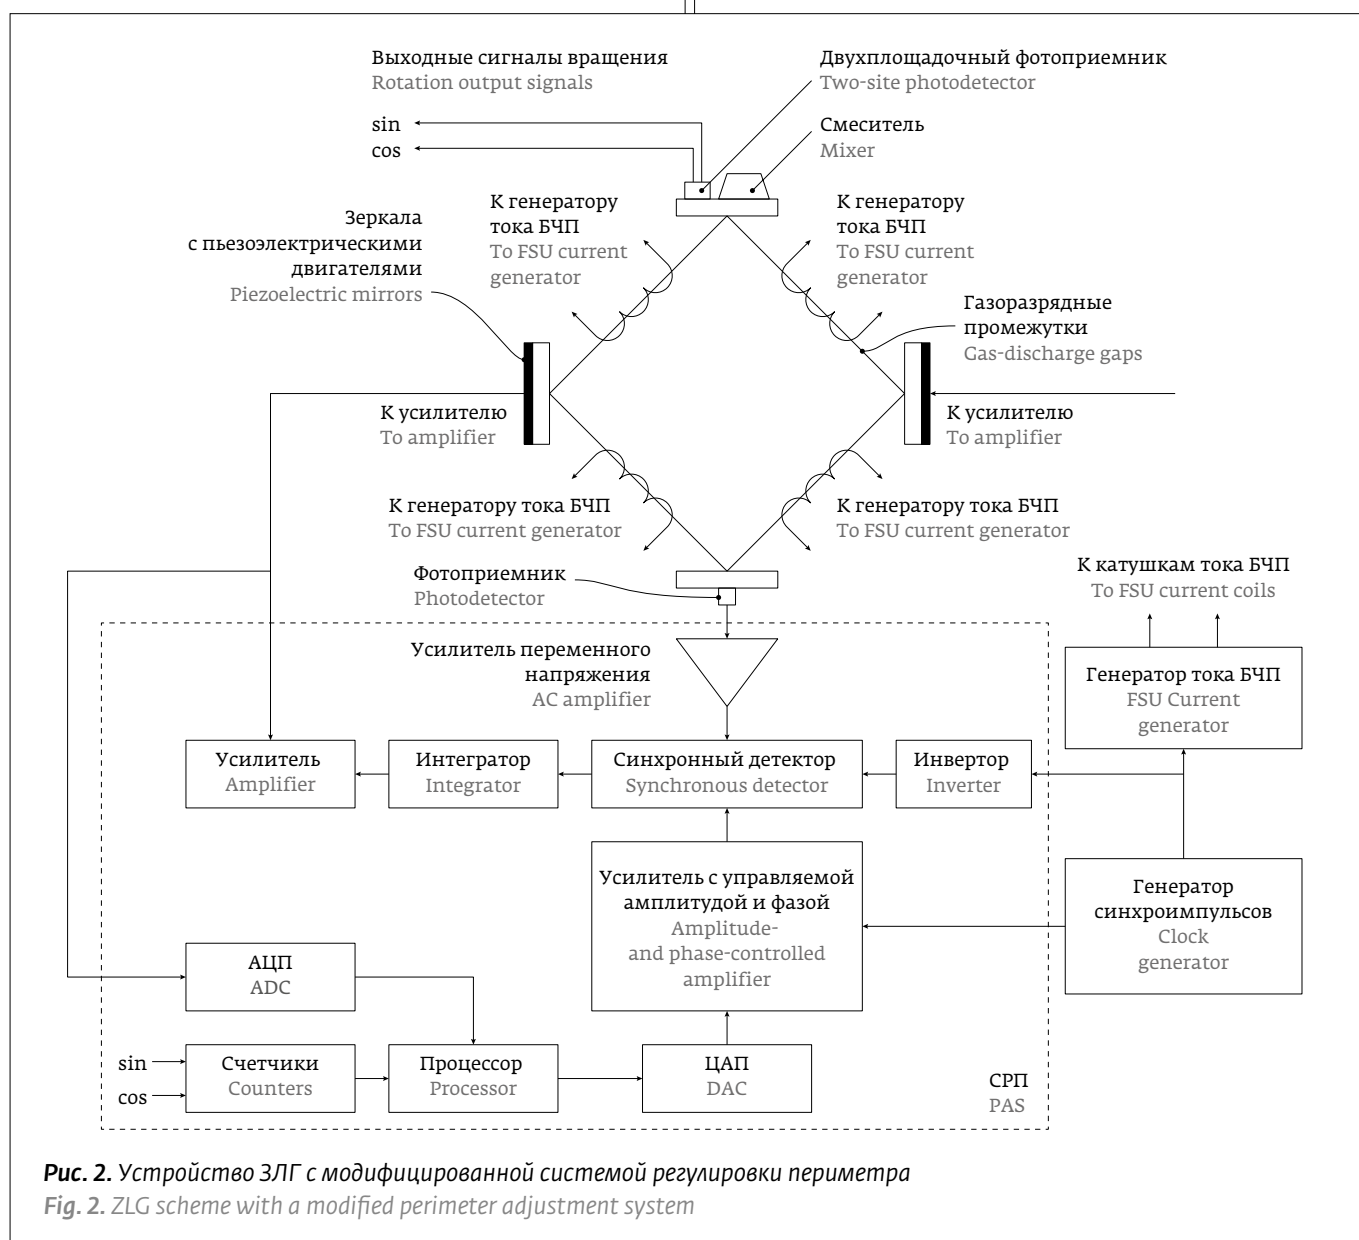 Выходные сигналы вращения
Rotation output signals
sin
cos
Двухплощадочный фотоприемник
Two-site photodetector
Смеситель
Mixer
Зеркала
с пьезоэлектрическими
двигателями
Piezoelectric mirrors
К генератору
тока БЧП
To FSU current
generator
К генератору
тока БЧП
To FSU current
generator
Газоразрядные
промежутки
Gas-discharge gaps
К усилителю
To amplifier
К усилителю
To amplifier
К генератору тока БЧП
To FSU current generator
К генератору тока БЧП
To FSU current generator
Фотоприемник
Photodetector
К катушкам тока БЧП
To FSU current coils
Усилитель переменного
напряжения
AC amplifier
Генератор тока БЧП
FSU Current
generator
Усилитель
Amplifier
Интегратор
Integrator
Синхронный детектор
Synchronous detector
Инвертор
Inverter
Усилитель с управляемой
амплитудой и фазой
Amplitude-
and phase-controlled
amplifier
Генератор
синхроимпульсов
Clock
generator
АЦП
ADC
sin
cos
Счетчики
Counters
Процессор
Processor
ЦАП
DAC
СРП
PAS
Рис. 2. Устройство ЗЛГ с модифицированной системой регулировки периметра
Fig. 2. ZLG scheme with a modified perimeter adjustment system